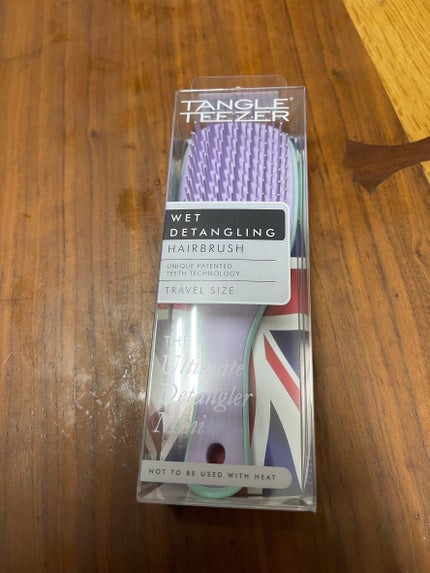 TANGLE
TEEZER
WET
DETANGLING
HAIRBRUSH
UNIQUE PATENTED
TEETH TECHNOLOGY
TRAVEL SIZE
THE
Ultimate
Detangler
Mini
NOT TO BE USED WITH HEAT